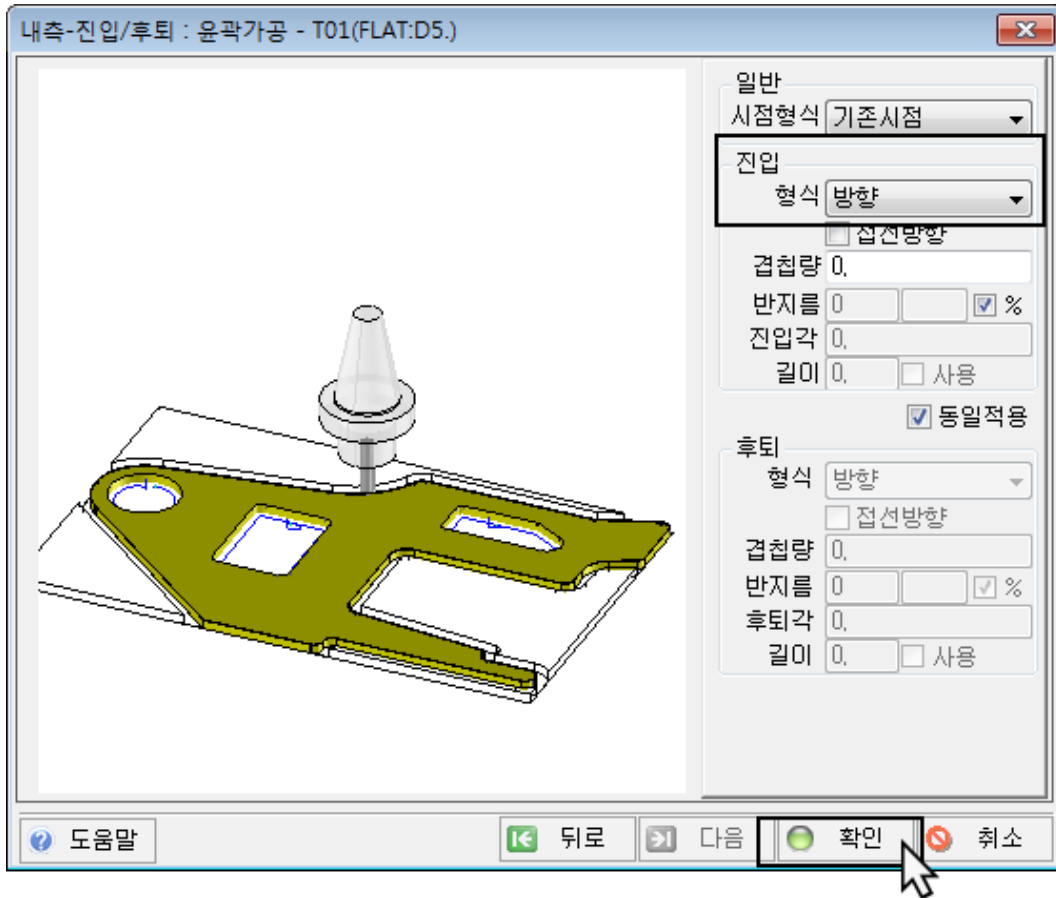 내측-진입/후퇴 : 윤곽가공 - T01(FLAT:D5.)
일반
시점형식 기존시점
진입
형식 방향
접선방향
겹칩량 0.
반지름 0 %
진입각 0.
길이 0. 사용
동일적용
후퇴
형식 방향
접선방향
겹칩량 0.
반지름 0 %
후퇴각 0.
길이 0. 사용
도움말 뒤로 다음 확인 취소